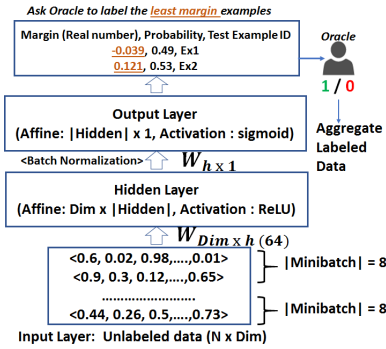 Ask Oracle to label the least margin examples
Margin (Real number), Probability, Test Example ID
-0.039, 0.49, Ex1
0.121, 0.53, Ex2
Oracle
1 / 0
Aggregate
Labeled
Data
Output Layer
(Affine: |Hidden| x 1, Activation : sigmoid)
<Batch Normalization>
W h x 1
Hidden Layer
(Affine: Dim x |Hidden|, Activation : ReLU)
W Dim x h (64)
<0.6, 0.02, 0.98,....,0.01>
<0.9, 0.3, 0.12,....,0.65>
|Minibatch| = 8
..........................
<0.44, 0.26, 0.5,....,0.73>
|Minibatch| = 8
Input Layer: Unlabeled data (N x Dim)